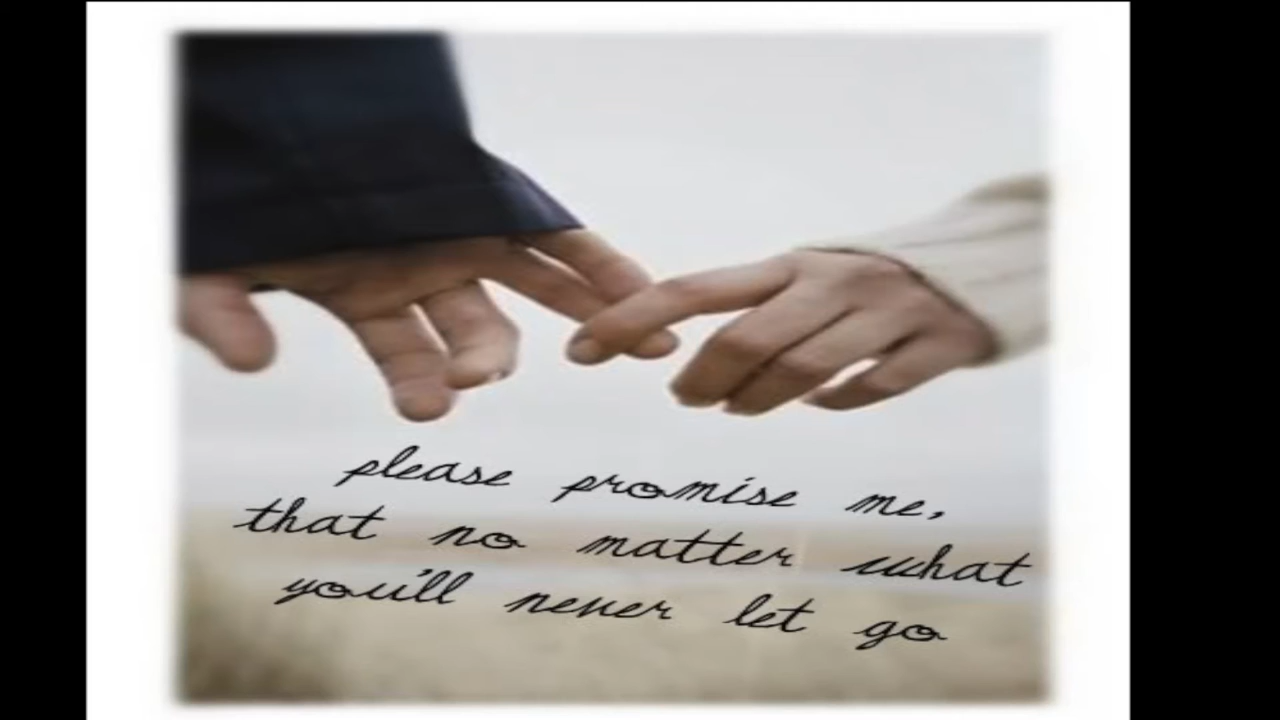 please promise me,
that no matter what
you'll never let go